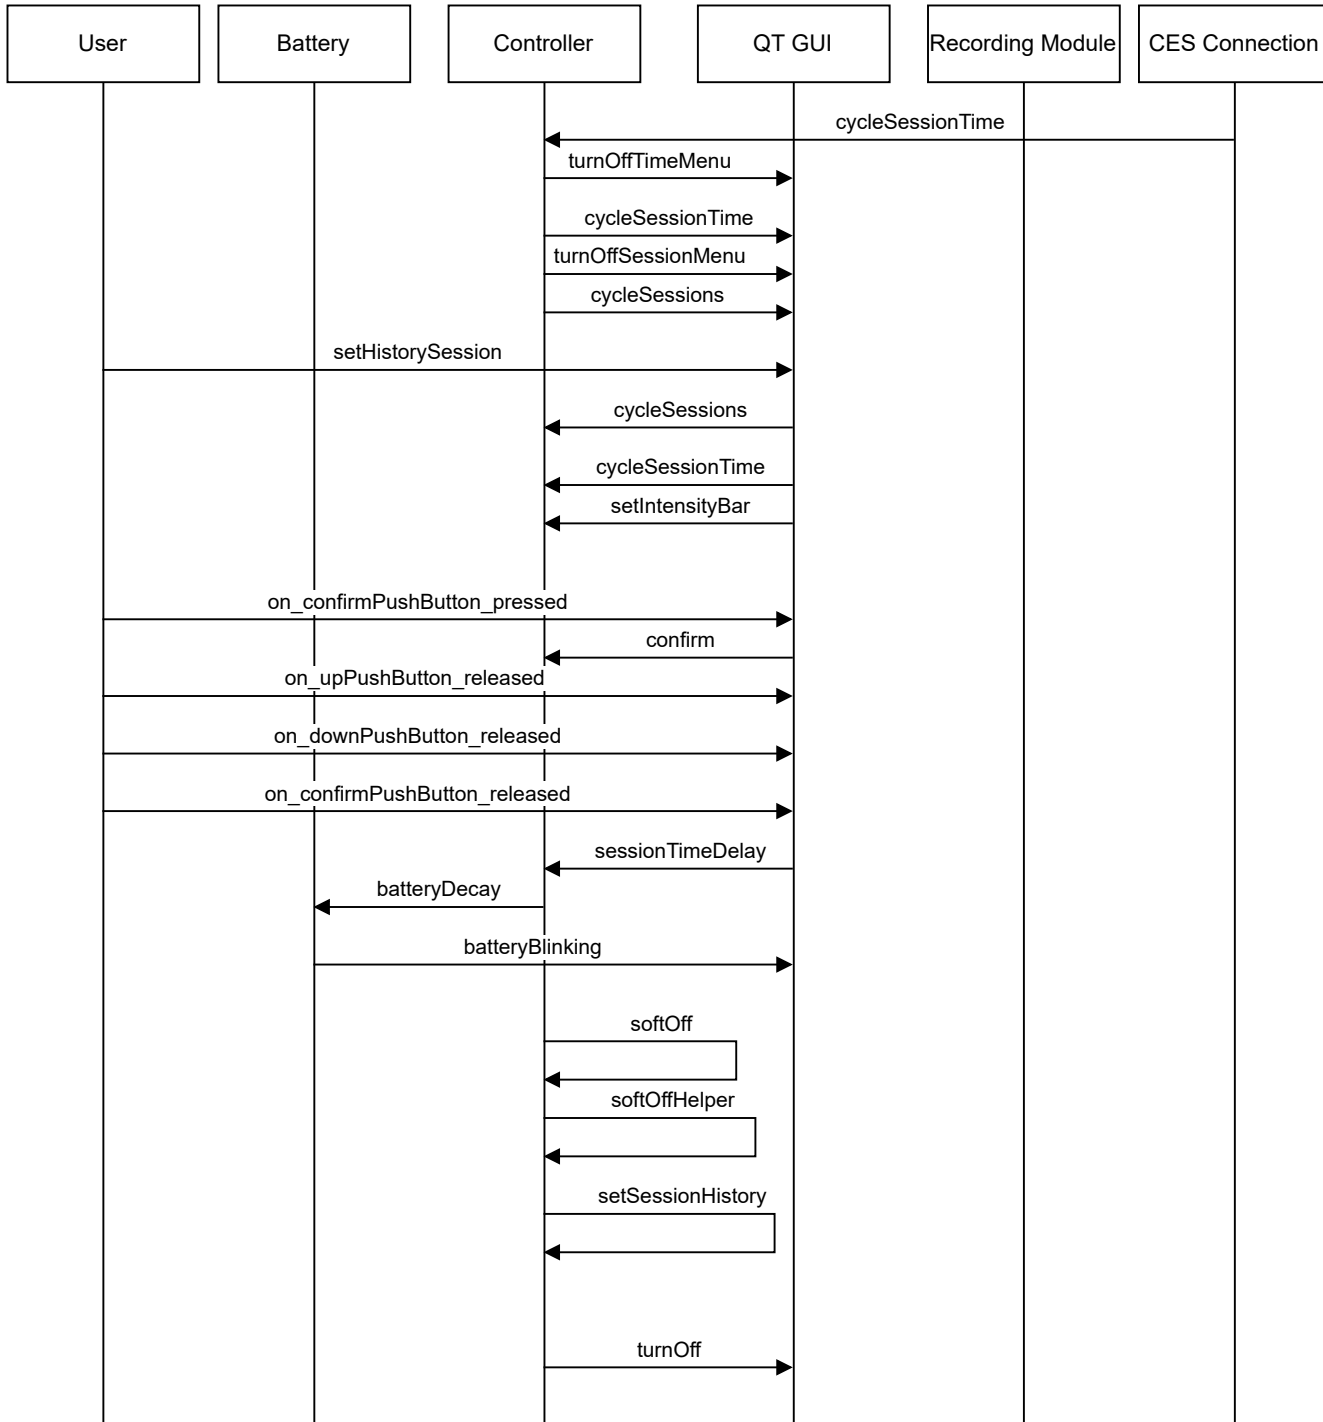 User
Battery
Controller
QT GUI
Recording Module
CES Connection
cycleSessionTime
turnOffTimeMenu
cycleSessionTime
turnOffSessionMenu
cycleSessions
setHistorySession
cycleSessions
cycleSessionTime
setIntensityBar
on_confirmPushButton_pressed
confirm
on_upPushButton_released
on_downPushButton_released
on_confirmPushButton_released
sessionTimeDelay
batteryDecay
batteryBlinking
softOff
softOffHelper
setSessionHistory
turnOff